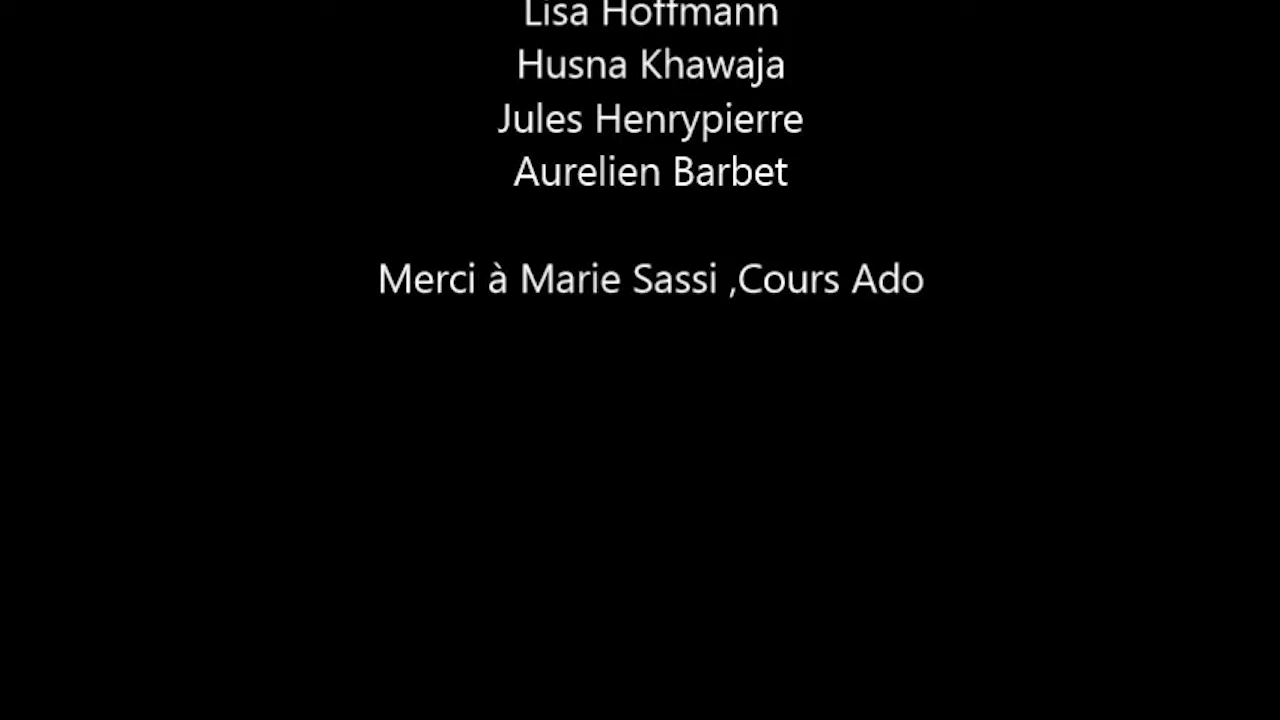 Lisa Hoffmann
Husna Khawaja
Jules Henrypierre
Aurelien Barbet
Merci à Marie Sassi ,Cours Ado